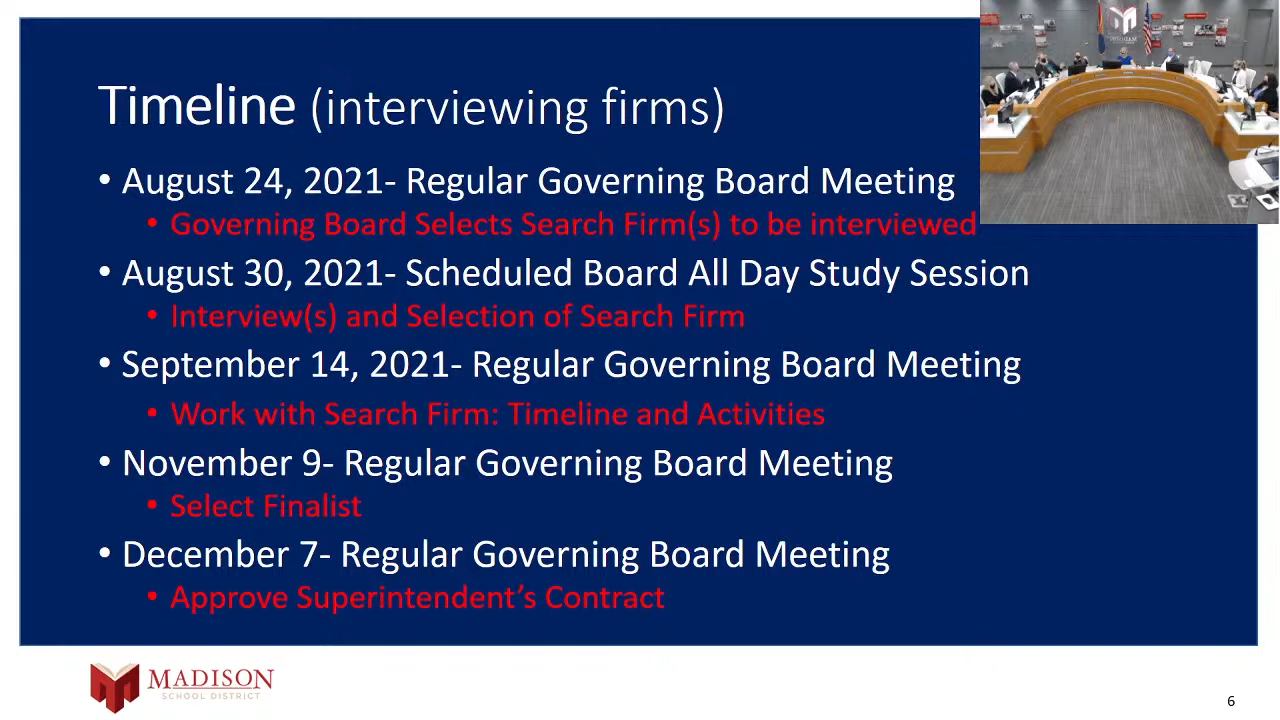 Timeline (interviewing firms)
• August 24, 2021- Regular Governing Board Meeting
• Governing Board Selects Search Firm(s) to be interviewed
• August 30, 2021- Scheduled Board All Day Study Session
• Interview(s) and Selection of Search Firm
• September 14, 2021- Regular Governing Board Meeting
• Work with Search Firm: Timeline and Activities
• November 9- Regular Governing Board Meeting
• Select Finalist
• December 7- Regular Governing Board Meeting
• Approve Superintendent’s Contract
MADISON
SCHOOL DISTRICT
6